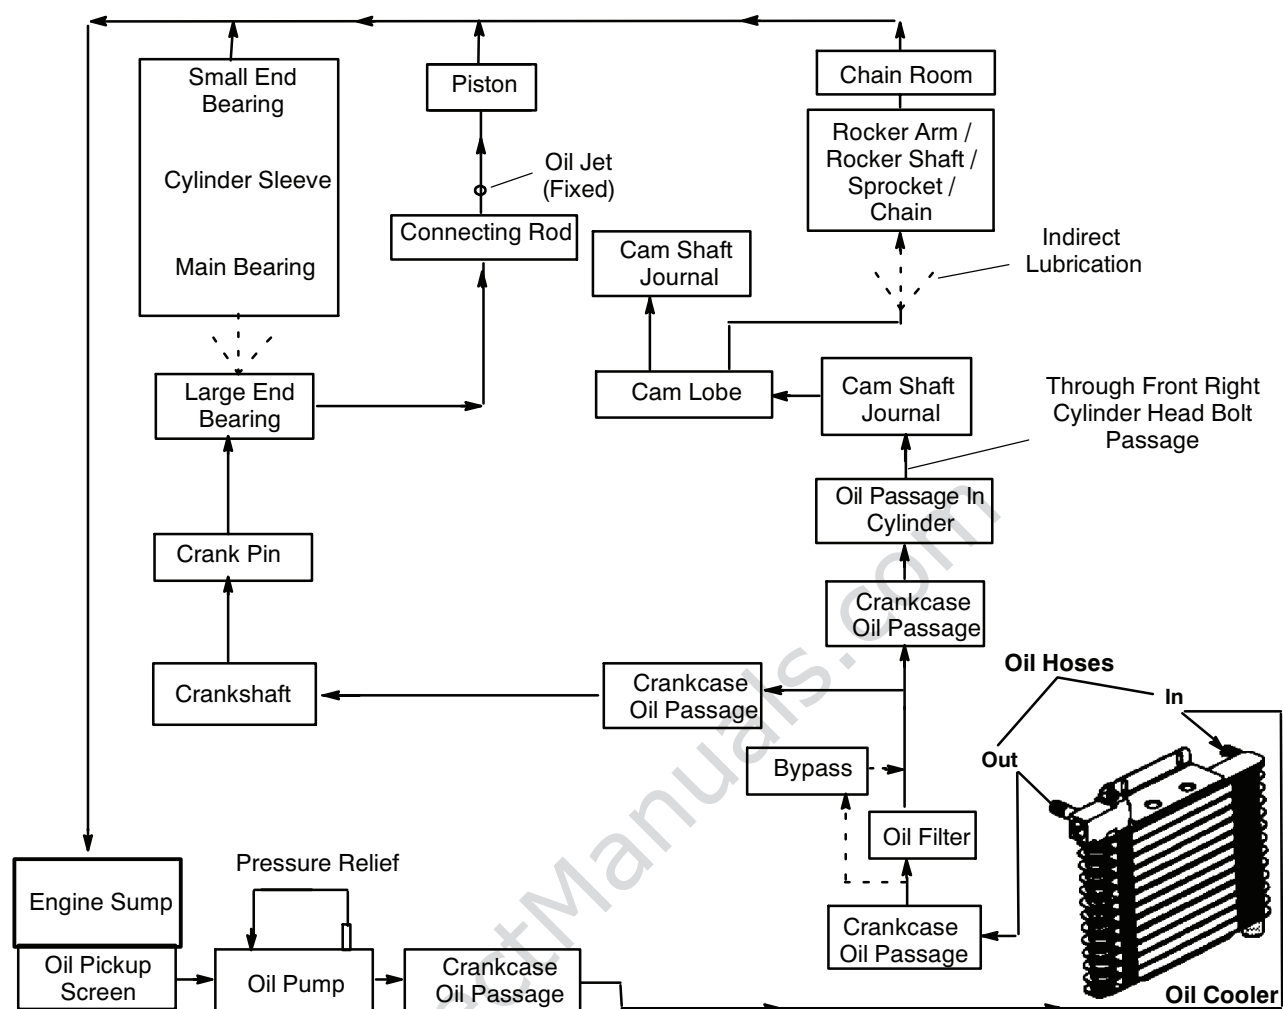 Small End
Bearing
Cylinder Sleeve
Main Bearing
Piston
Chain Room
Oil Jet
(Fixed)
Rocker Arm /
Rocker Shaft /
Sprocket /
Chain
Connecting Rod
Cam Shaft
Journal
Indirect
Lubrication
Large End
Bearing
Cam Lobe
Cam Shaft
Journal
Through Front Right
Cylinder Head Bolt
Passage
Oil Passage In
Cylinder
Crank Pin
Crankcase
Oil Passage
Crankshaft
Crankcase
Oil Passage
Oil Hoses
In
Out
Bypass
Oil Filter
Pressure Relief
Engine Sump
Crankcase
Oil Passage
Oil Pickup
Screen
Oil Pump
Crankcase
Oil Passage
Oil Cooler
ctManuals.com